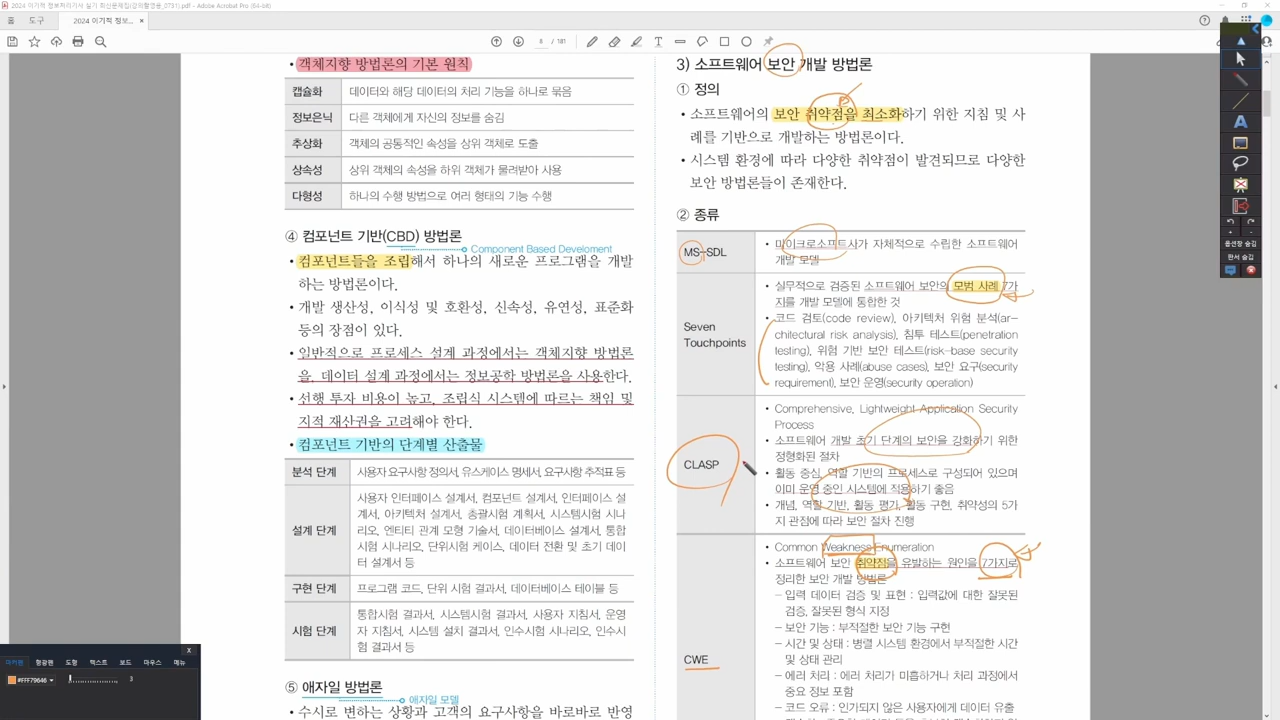 2024 이기적 정보처리기사 실기 최신문제집(강의촬영용_0731).pdf - Adobe Acrobat Pro (64-bit)
홈 도구 2024 이기적 정보... ×
• 객체지향 방법론의 기본 원칙
캡슐화 데이터와 해당 데이터의 처리 기능을 하나로 묶음
정보은닉 다른 객체에게 자신의 정보를 숨김
추상화 객체의 공통적인 속성을 상위 객체로 도출
상속성 상위 객체의 속성을 하위 객체가 물려받아 사용
다형성 하나의 수행 방법으로 여러 형태의 기능 수행
④ 컴포넌트 기반(CBD) 방법론
Component Based Develoment
• 컴포넌트들을 조립해서 하나의 새로운 프로그램을 개발
하는 방법론이다.
• 개발 생산성, 이식성 및 호환성, 신속성, 유연성, 표준화
등의 장점이 있다.
• 일반적으로 프로세스 설계 과정에서는 객체지향 방법론
을, 데이터 설계 과정에서는 정보공학 방법론을 사용한다.
• 선행 투자 비용이 높고, 조립식 시스템에 따르는 책임 및
지적 재산권을 고려해야 한다.
• 컴포넌트 기반의 단계별 산출물
분석 단계 사용자 요구사항 정의서, 유스케이스 명세서, 요구사항 추적표 등
설계 단계 사용자 인터페이스 설계서, 컴포넌트 설계서, 인터페이스 설
계서, 아키텍처 설계서, 총괄시험 계획서, 시스템시험 시나
리오, 엔티티 관계 모형 기술서, 데이터베이스 설계서, 통합
시험 시나리오, 단위시험 케이스, 데이터 전환 및 초기 데이
터 설계서 등
구현 단계 프로그램 코드, 단위 시험 결과서, 데이터베이스 테이블 등
시험 단계 통합시험 결과서, 시스템시험 결과서, 사용자 지침서, 운영
자 지침서, 시스템 설치 결과서, 인수시험 시나리오, 인수시
험 결과서 등
⑤ 애자일 방법론
애자일 모델
• 수시로 변하는 상황과 고객의 요구사항을 바로바로 반영
3) 소프트웨어 보안 개발 방법론
① 정의
• 소프트웨어의 보안 취약점을 최소화하기 위한 지침 및 사
례를 기반으로 개발하는 방법론이다.
• 시스템 환경에 따라 다양한 취약점이 발견되므로 다양한
보안 방법론들이 존재한다.
② 종류
MS-SDL • 마이크로소프트사가 자체적으로 수립한 소프트웨어
개발 모델
Seven
Touchpoints
• 실무적으로 검증된 소프트웨어 보안의 모범 사례 7가
지를 개발 모델에 통합한 것
• 코드 검토(code review), 아키텍처 위험 분석(ar-
chitectural risk analysis), 침투 테스트(penetration
testing), 위험 기반 보안 테스트(risk-base security
testing), 악용 사례(abuse cases), 보안 요구(security
requirement), 보안 운영(security operation)
CLASP
• Comprehensive, Lightweight Application Security
Process
• 소프트웨어 개발 초기 단계의 보안을 강화하기 위한
정형화된 절차
• 활동 중심, 역할 기반의 프로세스로 구성되어 있으며
이미 운영 중인 시스템에 적용하기 좋음
• 개념, 역할 기반, 활동 평가, 활동 구현, 취약성의 5가
지 관점에 따라 보안 절차 진행
CWE
• Common Weakness Enumeration
• 소프트웨어 보안 취약점을 유발하는 원인을 7가지로
정리한 보안 개발 방법론
– 입력 데이터 검증 및 표현 : 입력값에 대한 잘못된
검증, 잘못된 형식 지정
– 보안 기능 : 부적절한 보안 기능 구현
– 시간 및 상태 : 병렬 시스템 환경에서 부적절한 시간
및 상태 관리
– 에러 처리 : 에러 처리가 미흡하거나 처리 과정에서
중요 정보 포함
– 코드 오류 : 인가되지 않은 사용자에게 데이터 유출
옵션창 숨김
판서 숨김
X
미카펜 형광펜 도형 텍스트 보드 마우스 메뉴
#FFF79646 3